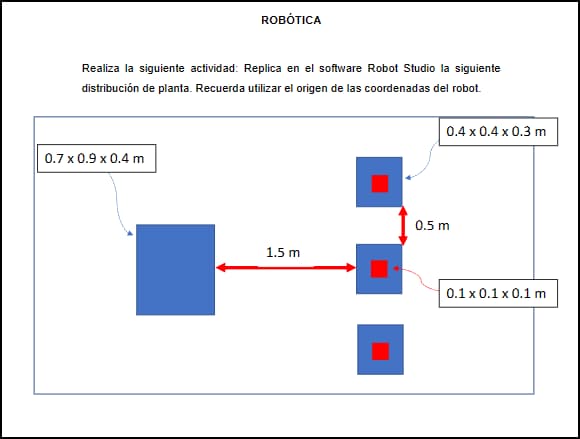 ROBÓTICA
Realiza la siguiente actividad: Replica en el software Robot Studio la siguiente
distribución de planta. Recuerda utilizar el origen de las coordenadas del robot.
0.4 x 0.4 x 0.3 m
0.7 x 0.9 x 0.4 m
0.5 m
1.5 m
0.1 x 0.1 x 0.1 m